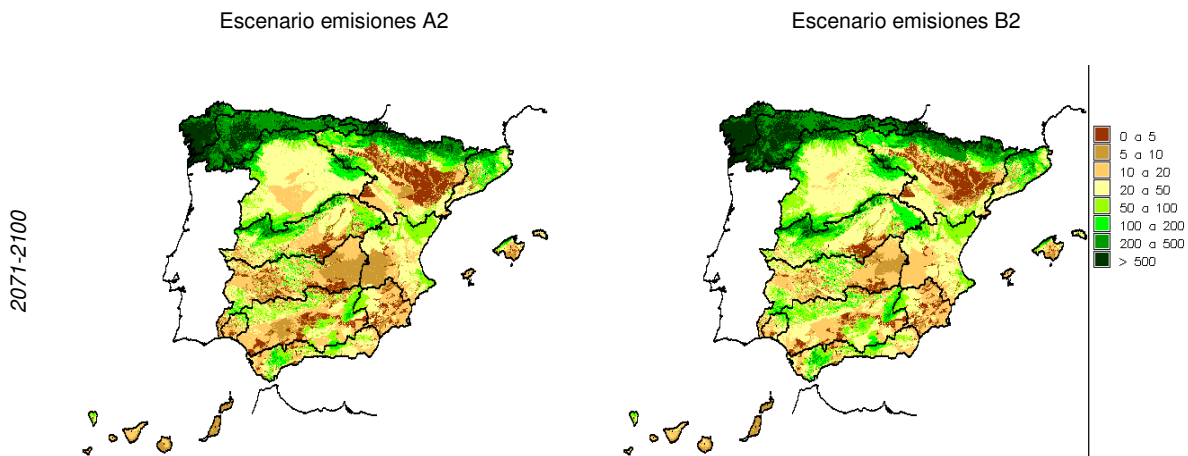 Escenario emisiones A2
Escenario emisiones B2
2071-2100
0 a 5
5 a 10
10 a 20
20 a 50
50 a 100
100 a 200
200 a 500
> 500